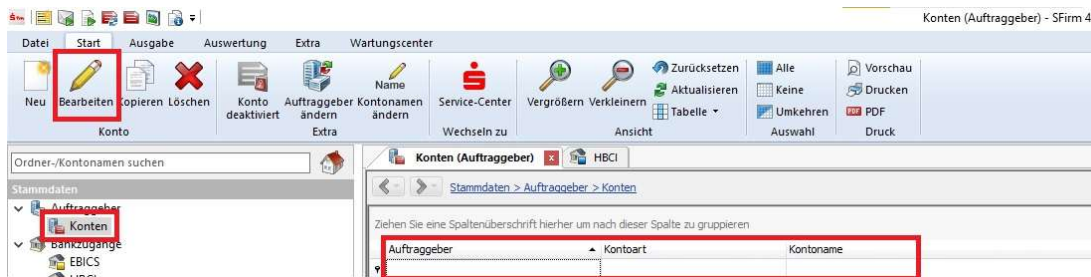 Konten (Auftraggeber) - SFirm 4
Datei Start Ausgabe Auswertung Extra Wartungscenter
Neu Bearbeiten Kopieren Löschen
Konto
Konto deaktiviert
Auftraggeber ändern
Name
Kontonamen ändern
Extra
Service-Center
Wechseln zu
Vergrößern Verkleinern
Zurücksetzen
Aktualisieren
Tabelle
Ansicht
Alle
Keine
Umkehren
Auswahl
Vorschau
Drucken
PDF PDF
Druck
Ordner-/Kontonamen suchen
Stammdaten
Auftraggeber
Konten
Bankzugänge
EBICS
HBCI
Konten (Auftraggeber) x HBCI
Stammdaten > Auftraggeber > Konten
Ziehen Sie eine Spaltenüberschrift hierher um nach dieser Spalte zu gruppieren
Auftraggeber Kontoart Kontoname